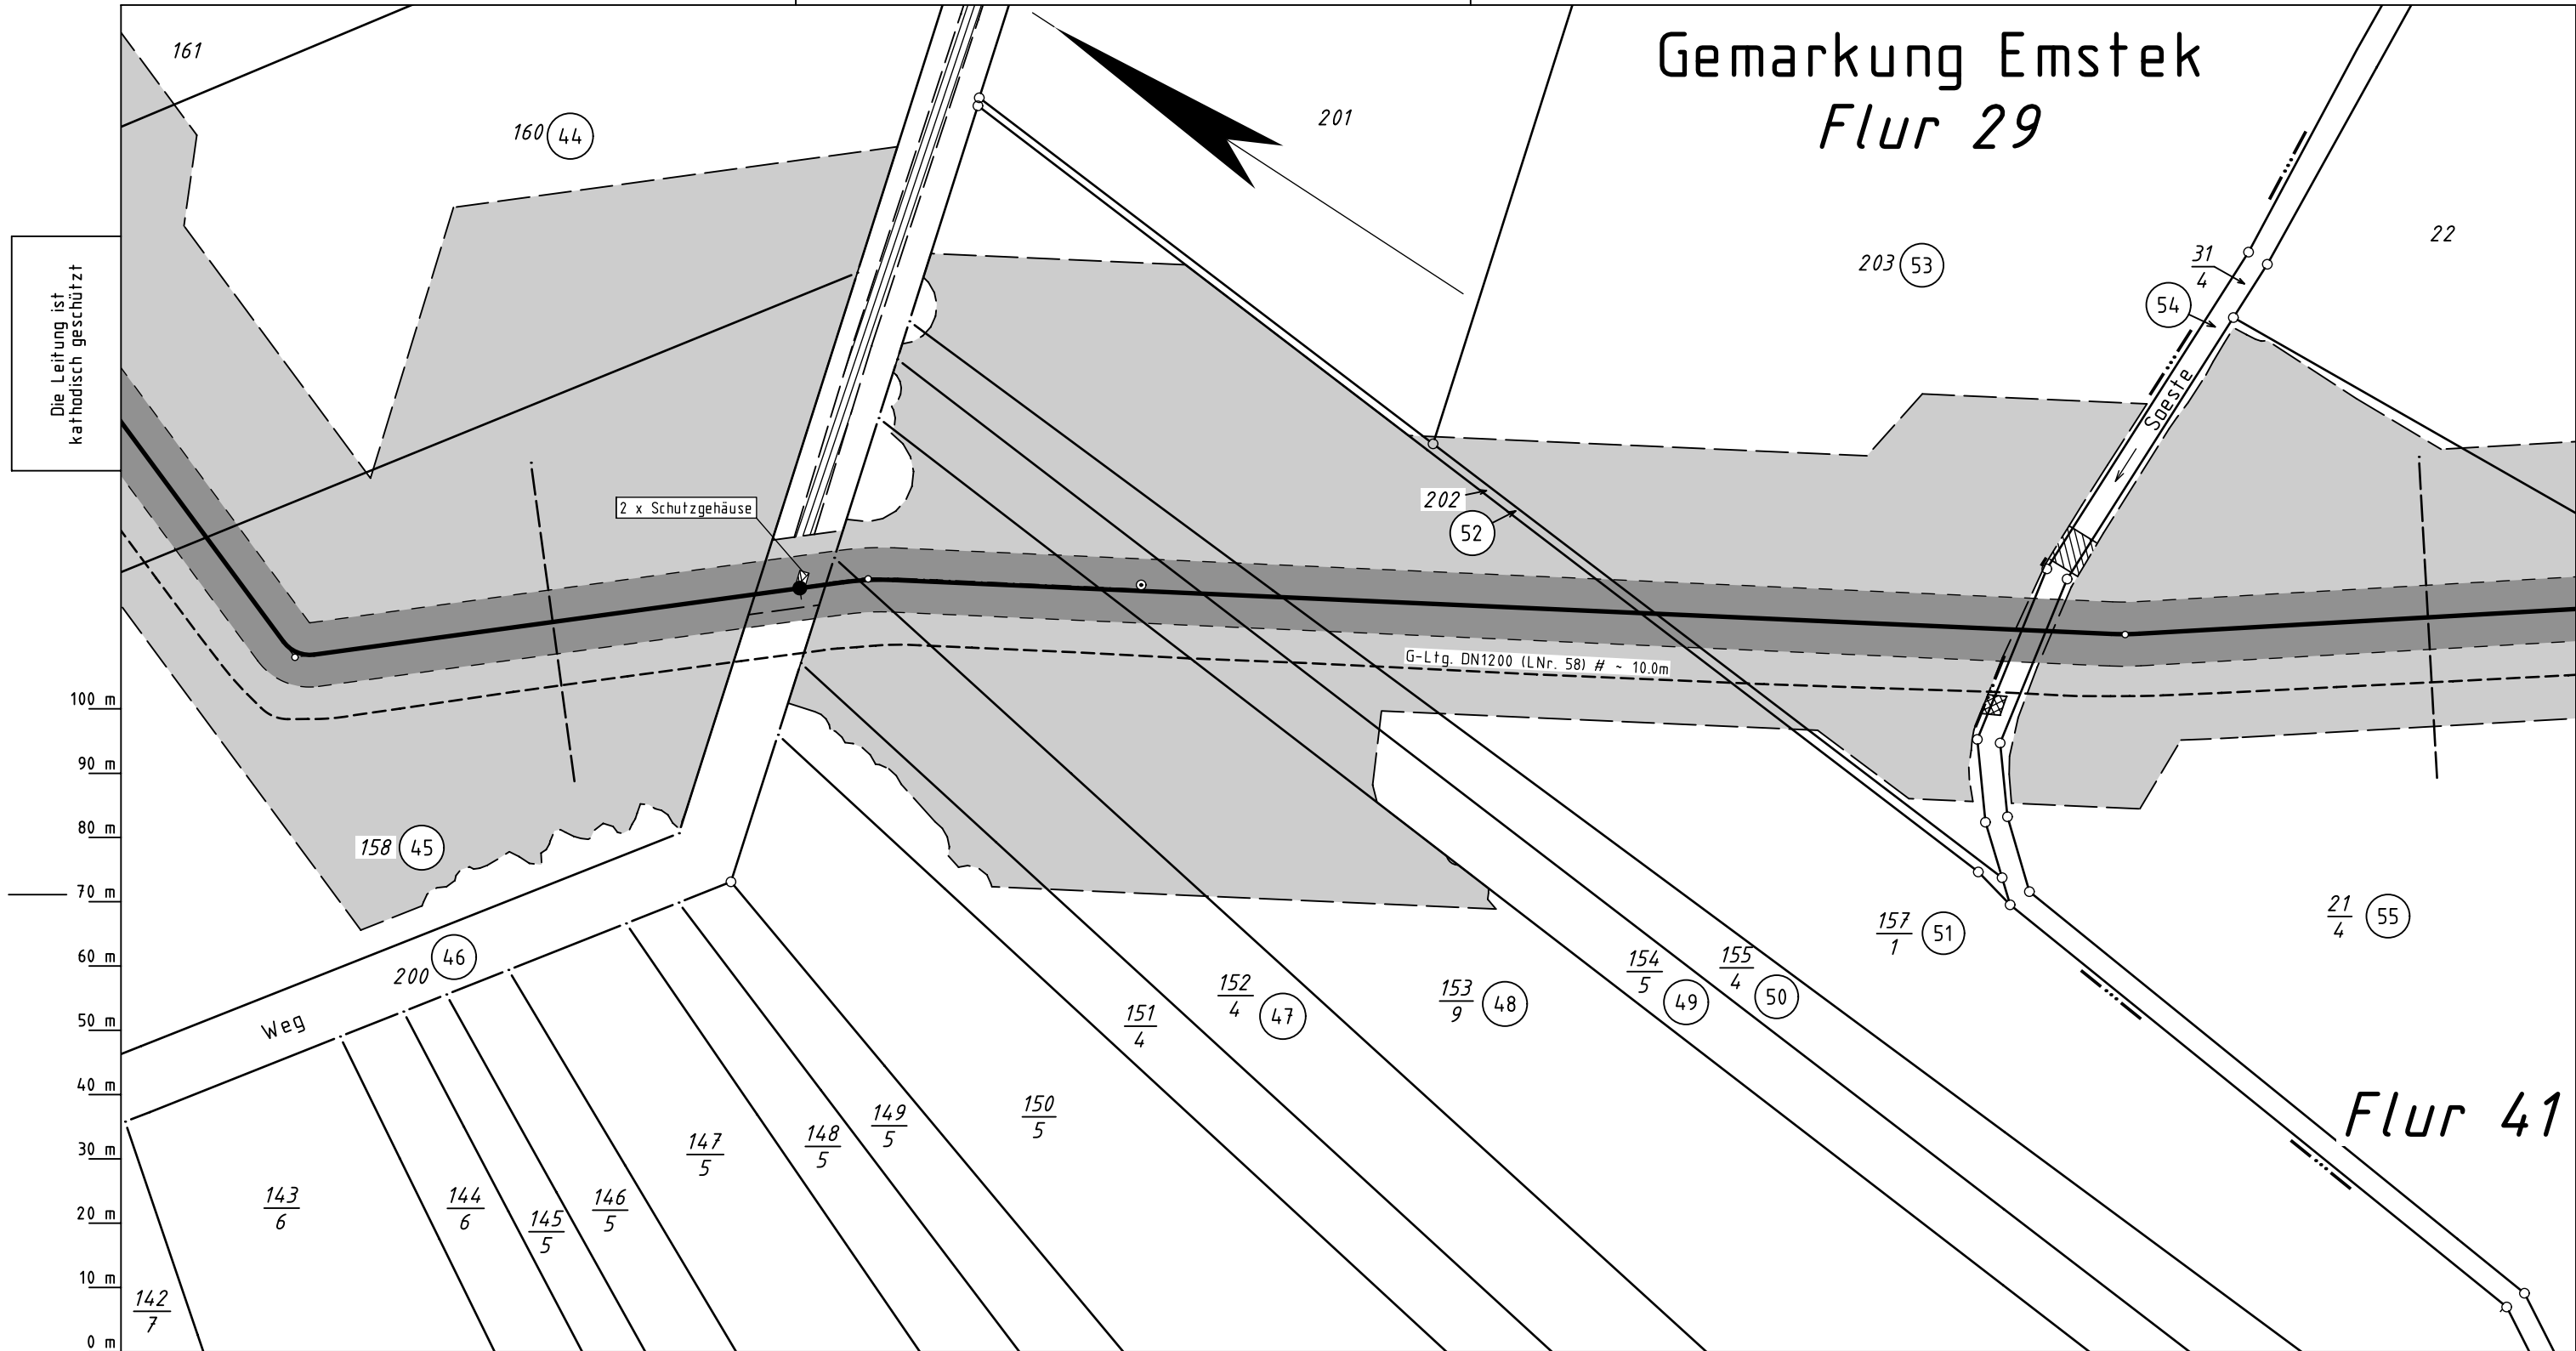 Gemarkung Emstek
Flur 29
161
160 44
201
203 53
22
31
4
54
Soeste
Die Leitung ist
kathodisch geschützt
2 x Schutzgehäuse
202
52
G-Ltg. DN1200 (LNr. 58) # ~ 10.0m
158 45
200 46
Weg
157
1
51
21
4
55
154
5
49
155
4
50
153
9
48
152
4
47
151
4
150
5
149
5
148
5
147
5
146
5
145
5
144
6
143
6
142
7
Flur 41
100 m
90 m
80 m
70 m
60 m
50 m
40 m
30 m
20 m
10 m
0 m